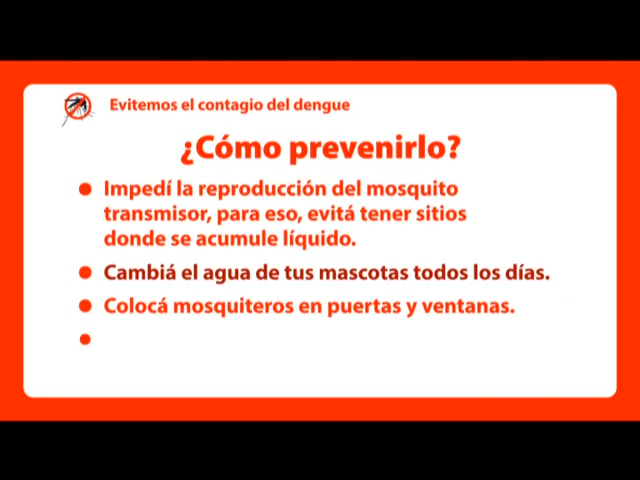 Evitemos el contagio del dengue
¿Cómo prevenirlo?
Impedí la reproducción del mosquito
transmisor, para eso, evitá tener sitios
donde se acumule líquido.
Cambiá el agua de tus mascotas todos los días.
Colocá mosquiteros en puertas y ventanas.